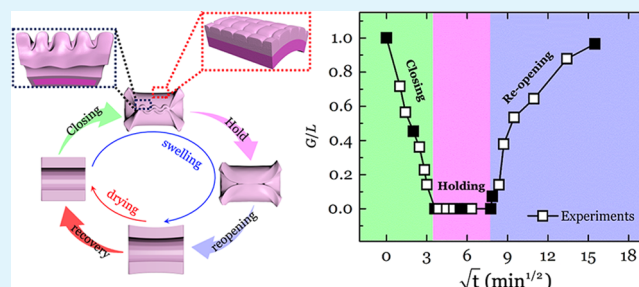 Closing
Hold
swelling
drying
reopening
recovery
G/L
1.0
0.8
0.6
0.4
0.2
0.0
Closing
Holding
Re-opening
Experiments
0 3 6 9 12 15 18
√t (min^1/2)